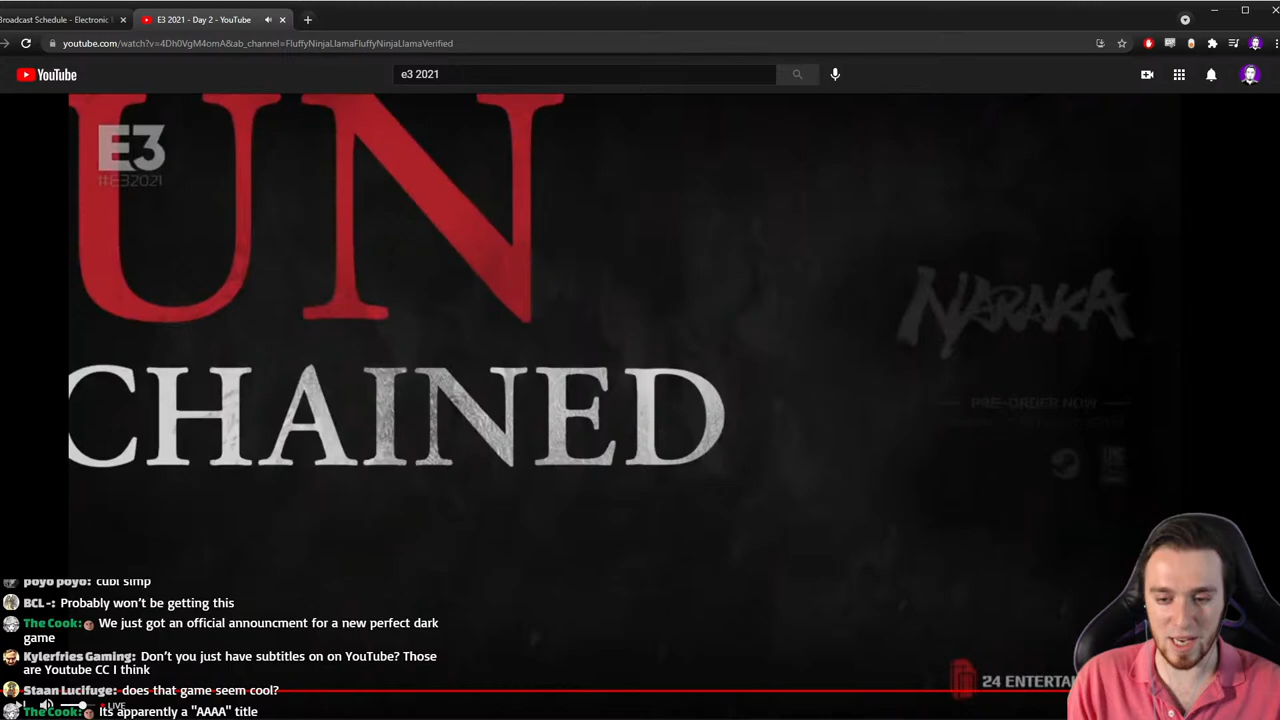 Broadcast Schedule - Electronic
E3 2021 - Day 2 - YouTube
youtube.com/watch?v=4Dh0VgM4omA&ab_channel=FluffyNinjaLlamaFluffyNinjaLlamaVerified
YouTube
e3 2021
E3
#E32021
UN
CHAINED
NARAKA
PRE-ORDER NOW
poyo poyo: cubi simp
BCL -: Probably won't be getting this
The Cook: We just got an official announcment for a new perfect dark
game
Kylerfries Gaming: Don't you just have subtitles on on YouTube? Those
are Youtube CC I think
Staan Lucifuge: does that game seem cool?
LIVE
The Cook: Its apparently a "AAAA" title
24 ENTERTA